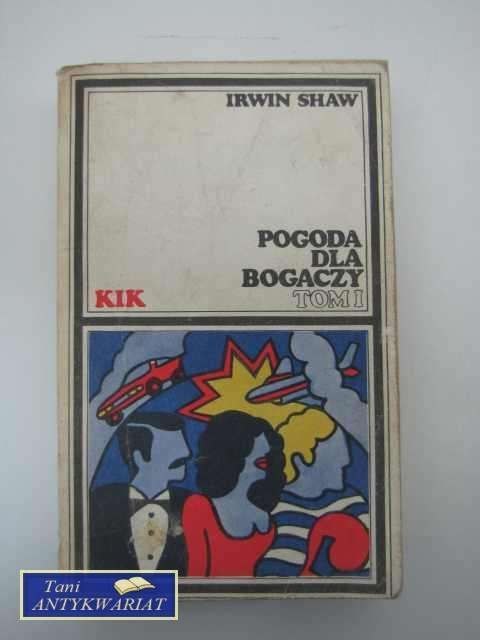 IRWIN SHAW
POGODA
DLA
BOGACZY
KIK
TOM I
Tani
ANTYKWARIAT